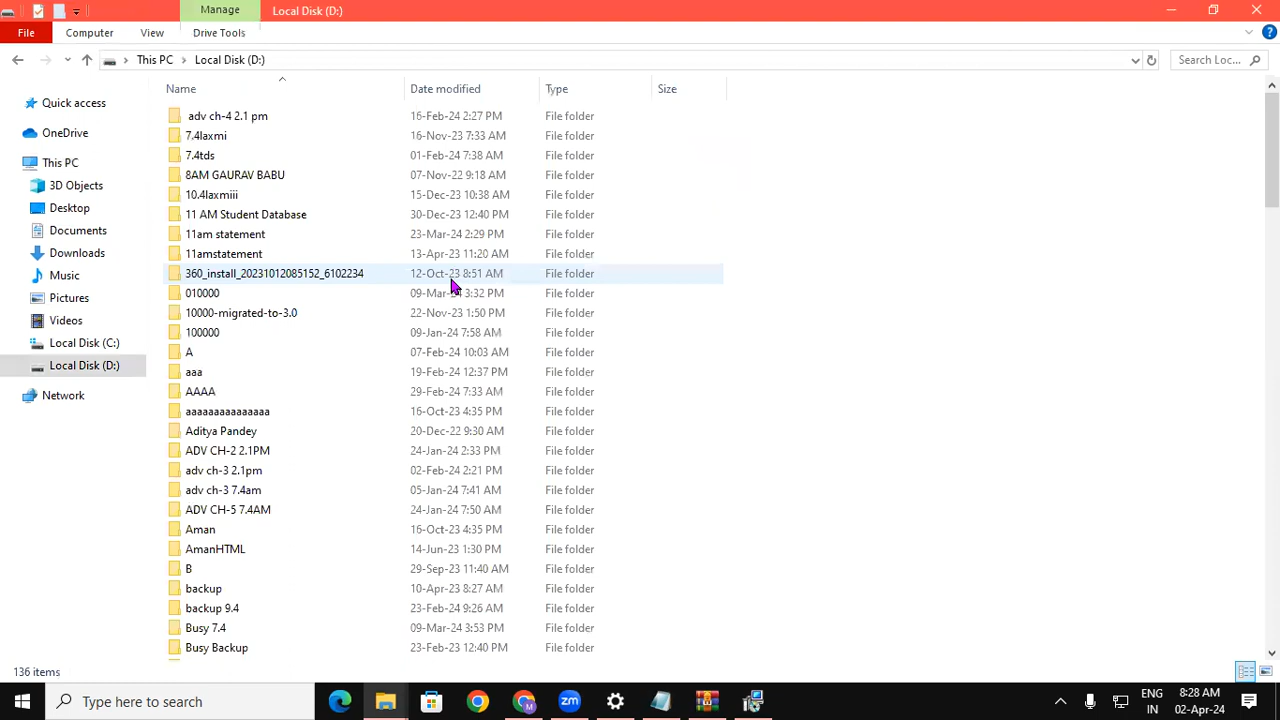 Manage Local Disk (D:)
File Computer View Drive Tools
This PC Local Disk (D:) Search Loc...
Name Date modified Type Size
Quick access
OneDrive
This PC
3D Objects
Desktop
Documents
Downloads
Music
Pictures
Videos
Local Disk (C:)
Local Disk (D:)
Network
adv ch-4 2.1 pm 16-Feb-24 2:27 PM File folder
7.4laxmi 16-Nov-23 7:33 AM File folder
7.4tds 01-Feb-24 7:38 AM File folder
8AM GAURAV BABU 07-Nov-22 9:18 AM File folder
10.4laxmiii 15-Dec-23 10:38 AM File folder
11 AM Student Database 30-Dec-23 12:40 PM File folder
11am statement 23-Mar-24 2:29 PM File folder
11amstatement 13-Apr-23 11:20 AM File folder
360_install_20231012085152_6102234 12-Oct-23 8:51 AM File folder
010000 09-Mar-24 3:32 PM File folder
10000-migrated-to-3.0 22-Nov-23 1:50 PM File folder
100000 09-Jan-24 7:58 AM File folder
A 07-Feb-24 10:03 AM File folder
aaa 19-Feb-24 12:37 PM File folder
AAAA 29-Feb-24 7:33 AM File folder
aaaaaaaaaaaaaaa 16-Oct-23 4:35 PM File folder
Aditya Pandey 20-Dec-22 9:30 AM File folder
ADV CH-2 2.1PM 24-Jan-24 2:33 PM File folder
adv ch-3 2.1pm 02-Feb-24 2:21 PM File folder
adv ch-3 7.4am 05-Jan-24 7:41 AM File folder
ADV CH-5 7.4AM 24-Jan-24 7:50 AM File folder
Aman 16-Oct-23 4:35 PM File folder
AmanHTML 14-Jun-23 1:30 PM File folder
B 29-Sep-23 11:40 AM File folder
backup 10-Apr-23 8:27 AM File folder
backup 9.4 23-Feb-24 9:26 AM File folder
Busy 7.4 09-Mar-24 3:53 PM File folder
Busy Backup 23-Feb-23 12:40 PM File folder
136 items
Type here to search
ENG 8:28 AM
IN 02-Apr-24